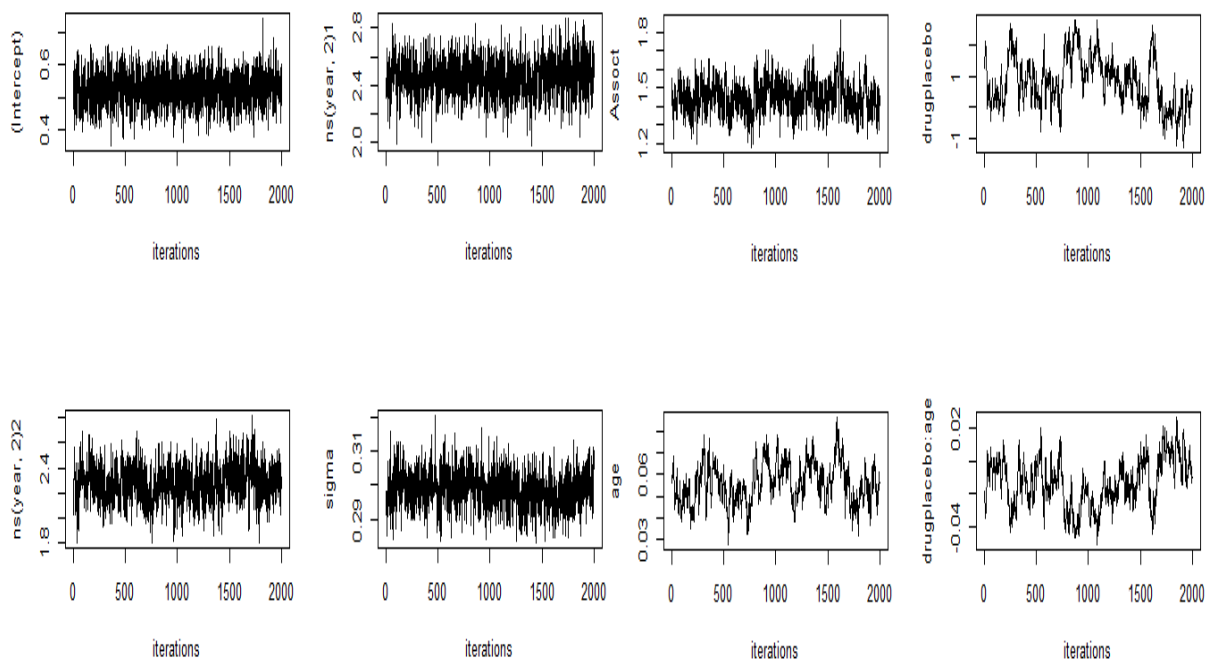 (Intercept)
0.4 0.6
0 500 1000 1500 2000
iterations
ns(year, 2)1
2.0 2.4 2.8
0 500 1000 1500 2000
iterations
Assoct
1.2 1.5 1.8
0 500 1000 1500 2000
iterations
drugplacebo
-1 1
0 500 1000 1500 2000
iterations
ns(year, 2)2
1.8 2.4
0 500 1000 1500 2000
iterations
sigma
0.29 0.31
0 500 1000 1500 2000
iterations
age
0.03 0.06
0 500 1000 1500 2000
iterations
drugplacebo:age
-0.04 0.02
0 500 1000 1500 2000
iterations